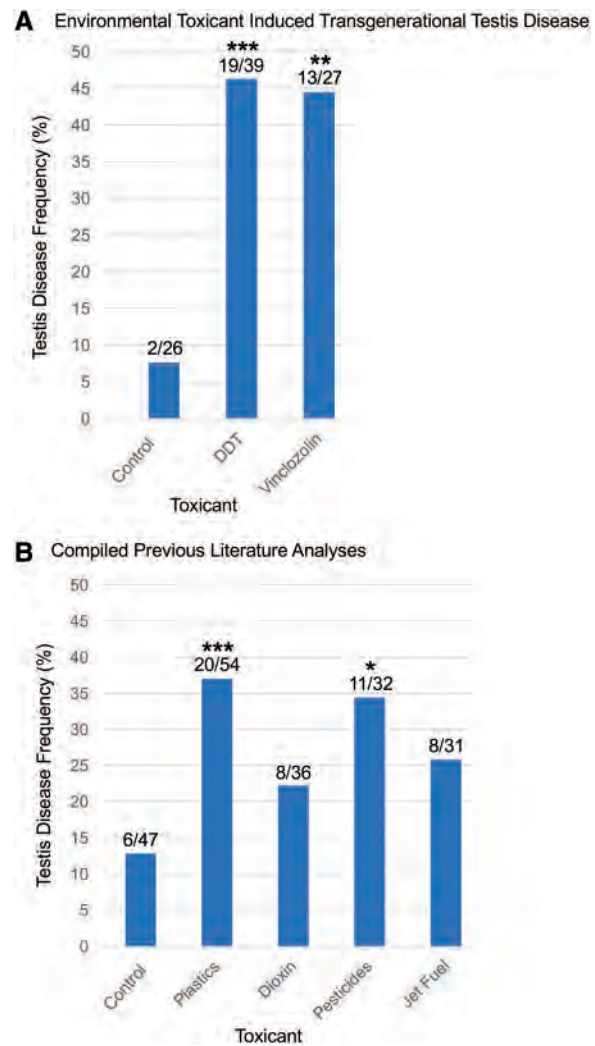 A Environmental Toxicant Induced Transgenerational Testis Disease
50
45
40
35
30
25
20
15
10
5
0
Testis Disease Frequency (%)
***
19/39
**
13/27
2/26
Control
DDT
Vinclozolin
Toxicant
B Compiled Previous Literature Analyses
50
45
40
35
30
25
20
15
10
5
0
Testis Disease Frequency (%)
6/47
***
20/54
8/36
*
11/32
8/31
Control
Plastics
Dioxin
Pesticides
Jet Fuel
Toxicant